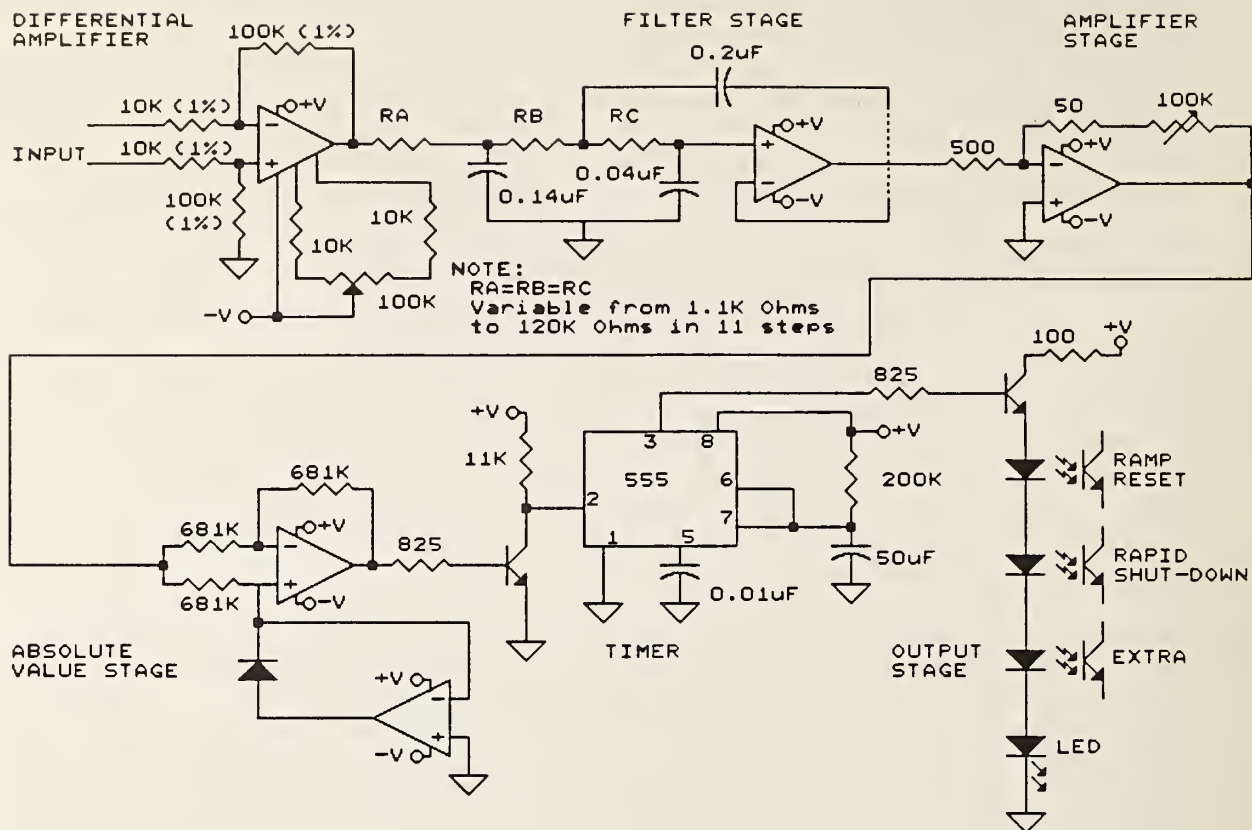 DIFFERENTIAL
AMPLIFIER
FILTER STAGE
AMPLIFIER
STAGE
100K (1%)
0.2uF
10K (1%)
+V
RA
RB
RC
+V
50
100K
INPUT
10K (1%)
500
+V
100K
(1%)
0.14uF
0.04uF
-V
-V
10K
10K
100K
-V
NOTE:
RA=RB=RC
Variable from 1.1K Ohms
to 120K Ohms in 11 steps
+V
100
825
+V
11K
3
8
+V
555
2
6
7
1
5
200K
50uF
0.01uF
TIMER
681K
681K
+V
825
681K
-V
ABSOLUTE
VALUE STAGE
+V
-V
RAMP
RESET
RAPID
SHUT-DOWN
OUTPUT
STAGE
EXTRA
LED